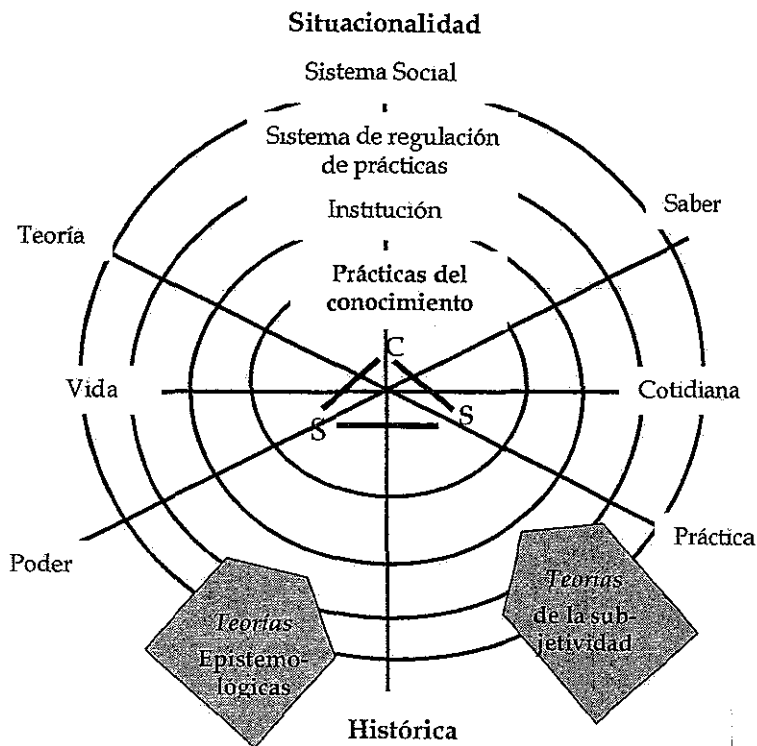 Situacionalidad
Sistema Social
Sistema de regulación
de prácticas
Saber
Institución
Teoría
Prácticas del
conocimiento
C
Vida
Cotidiana
S
S
Práctica
Poder
Teorías
de la sub-
jetividad
Teorías
Epistemo-
logicas
Histórica